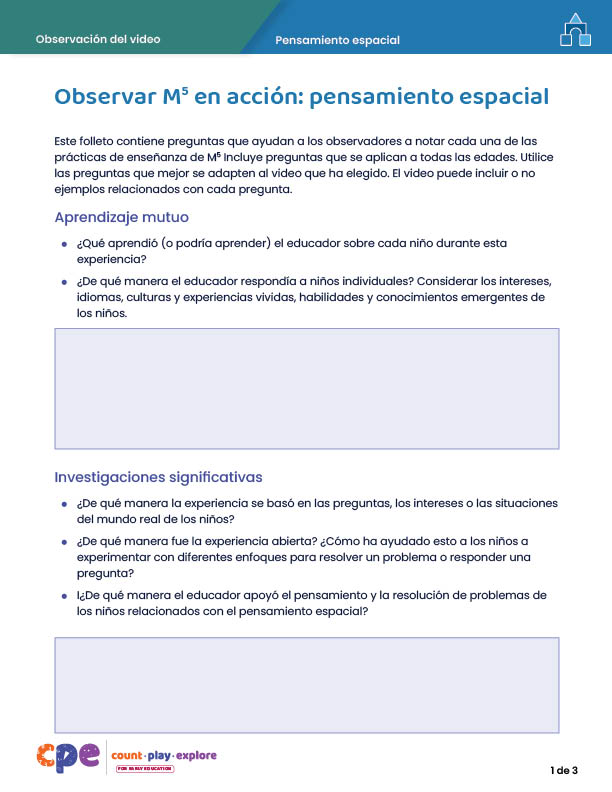 Observación del video
Pensamiento espacial
Observar M⁵ en acción: pensamiento espacial
Este folleto contiene preguntas que ayudan a los observadores a notar cada una de las
prácticas de enseñanza de M⁵ Incluye preguntas que se aplican a todas las edades. Utilice
las preguntas que mejor se adapten al video que ha elegido. El video puede incluir o no
ejemplos relacionados con cada pregunta.
Aprendizaje mutuo
• ¿Qué aprendió (o podría aprender) el educador sobre cada niño durante esta
experiencia?
• ¿De qué manera el educador respondía a niños individuales? Considerar los intereses,
idiomas, culturas y experiencias vividas, habilidades y conocimientos emergentes de
los niños.
Investigaciones significativas
• ¿De qué manera la experiencia se basó en las preguntas, los intereses o las situaciones
del mundo real de los niños?
• ¿De qué manera fue la experiencia abierta? ¿Cómo ha ayudado esto a los niños a
experimentar con diferentes enfoques para resolver un problema o responder una
pregunta?
• I¿De qué manera el educador apoyó el pensamiento y la resolución de problemas de
los niños relacionados con el pensamiento espacial?
cpe
count·play·explore
FOR EARLY EDUCATION
1 de 3